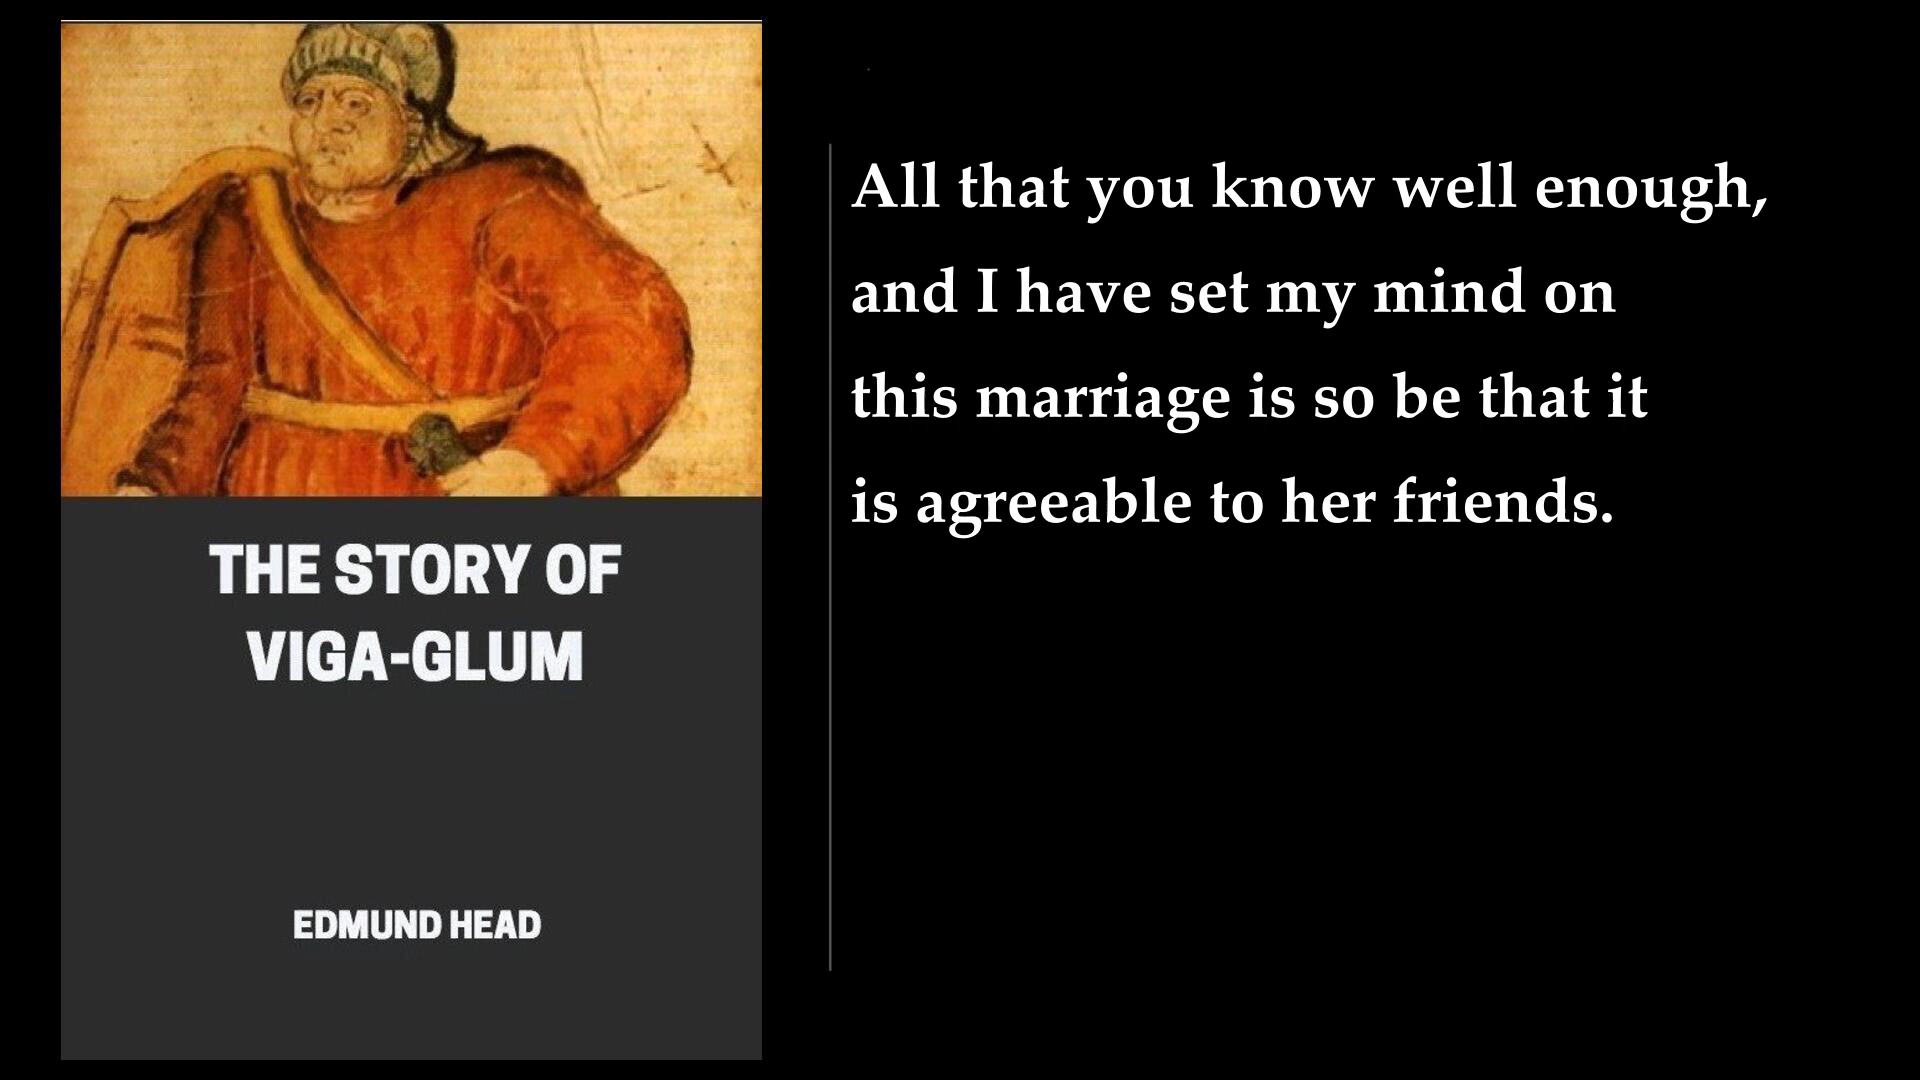 THE STORY OF
VIGA-GLUM
EDMUND HEAD
All that you know well enough,
and I have set my mind on
this marriage is so be that it
is agreeable to her friends.